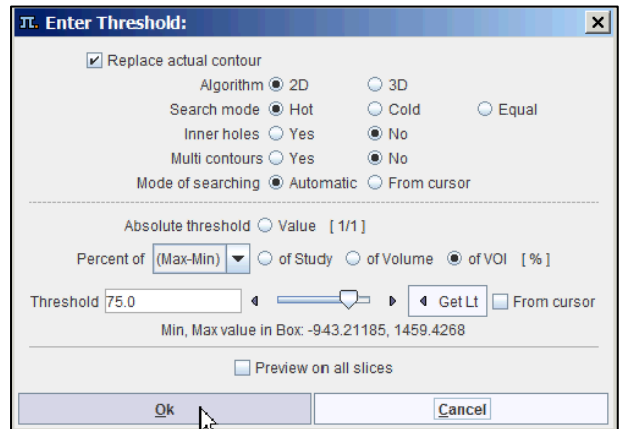 π. Enter Threshold:
Replace actual contour
Algorithm 2D 3D
Search mode Hot Cold Equal
Inner holes Yes No
Multi contours Yes No
Mode of searching Automatic From cursor
Absolute threshold Value [ 1/1 ]
Percent of (Max-Min) of Study of Volume of VOI [ % ]
Threshold 75.0 Get Lt From cursor
Min, Max value in Box: -943.21185, 1459.4268
Preview on all slices
Ok Cancel